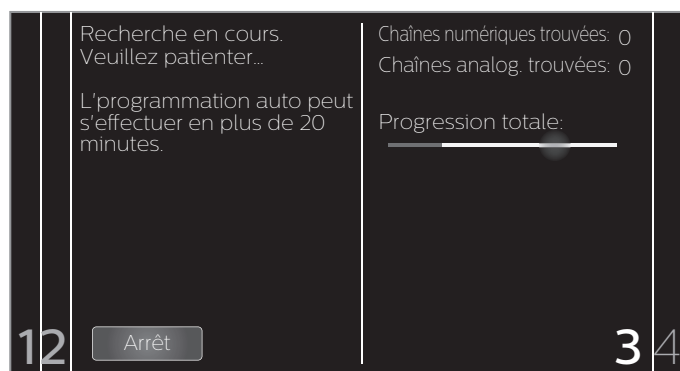 Recherche en cours.
Veuillez patienter...
L'programmation auto peut
s'effectuer en plus de 20
minutes.
Chaînes numériques trouvées: 0
Chaînes analog. trouvées: 0
Progression totale:
Arrêt
1 2 3 4